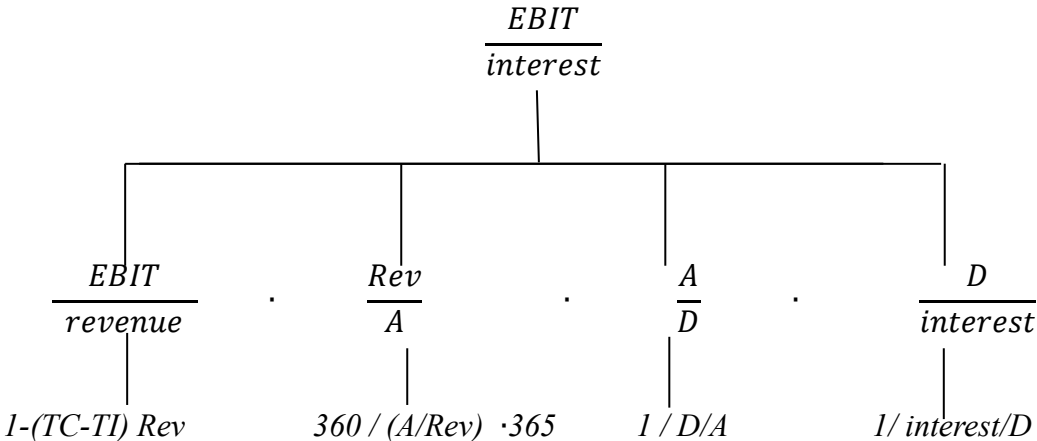 EBIT
interest
EBIT Rev A D
· · ·
revenue A D interest
1-(TC-TI) Rev 360 / (A/Rev) ·365 1 / D/A 1/ interest/D